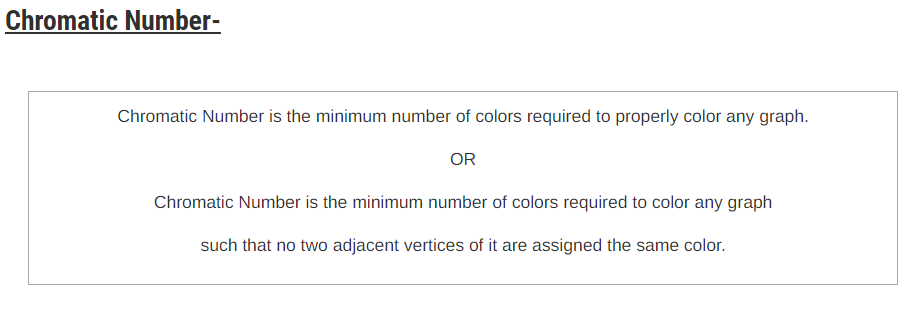 Chromatic Number-
Chromatic Number is the minimum number of colors required to properly color any graph.
OR
Chromatic Number is the minimum number of colors required to color any graph
such that no two adjacent vertices of it are assigned the same color.